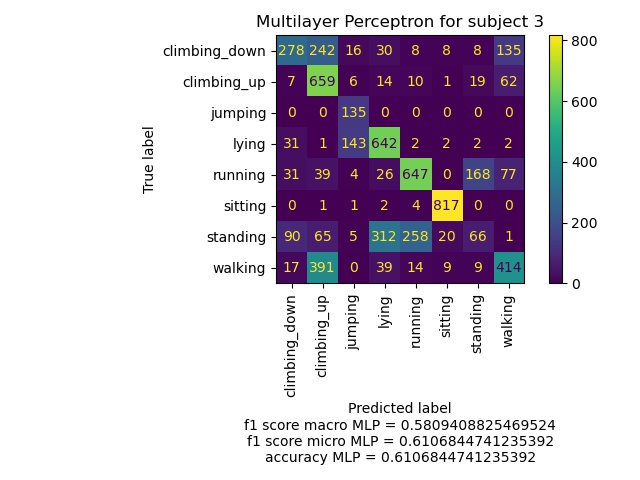 Multilayer Perceptron for subject 3
climbing_down 278 242 16 30 8 8 8 135
climbing_up 7 659 6 14 10 1 19 62
jumping 0 0 135 0 0 0 0 0
lying 31 1 143 642 2 2 2 2
running 31 39 4 26 647 0 168 77
sitting 0 1 1 2 4 817 0 0
standing 90 65 5 312 258 20 66 1
walking 17 391 0 39 14 9 9 414
True label
climbing_down climbing_up jumping lying running sitting standing walking
800
600
400
200
0
Predicted label
f1 score macro MLP = 0.5809408825469524
f1 score micro MLP = 0.6106844741235392
accuracy MLP = 0.6106844741235392